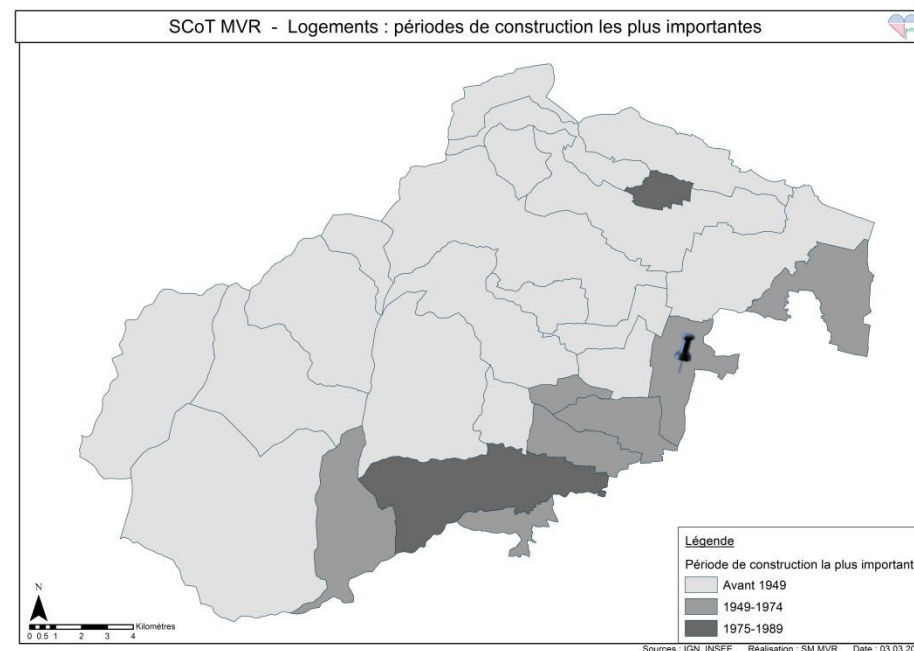 SCoT MVR - Logements : périodes de construction les plus importantes
Légende
Période de construction la plus important
Avant 1949
1949-1974
1975-1989
N
0 0.5 1 2 3 4 Kilomètres
Sources : IGN, INSEE Réalisation : SM MVR Date : 03.03.20